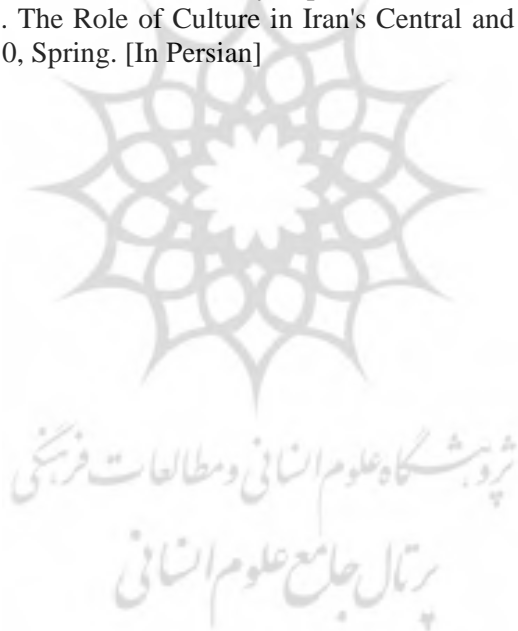 . The Role of Culture in Iran's Central and
0, Spring. [In Persian]
پژوهشگاه علوم انسانی و مطالعات فرهنگی
پرتال جامع علوم انسانی